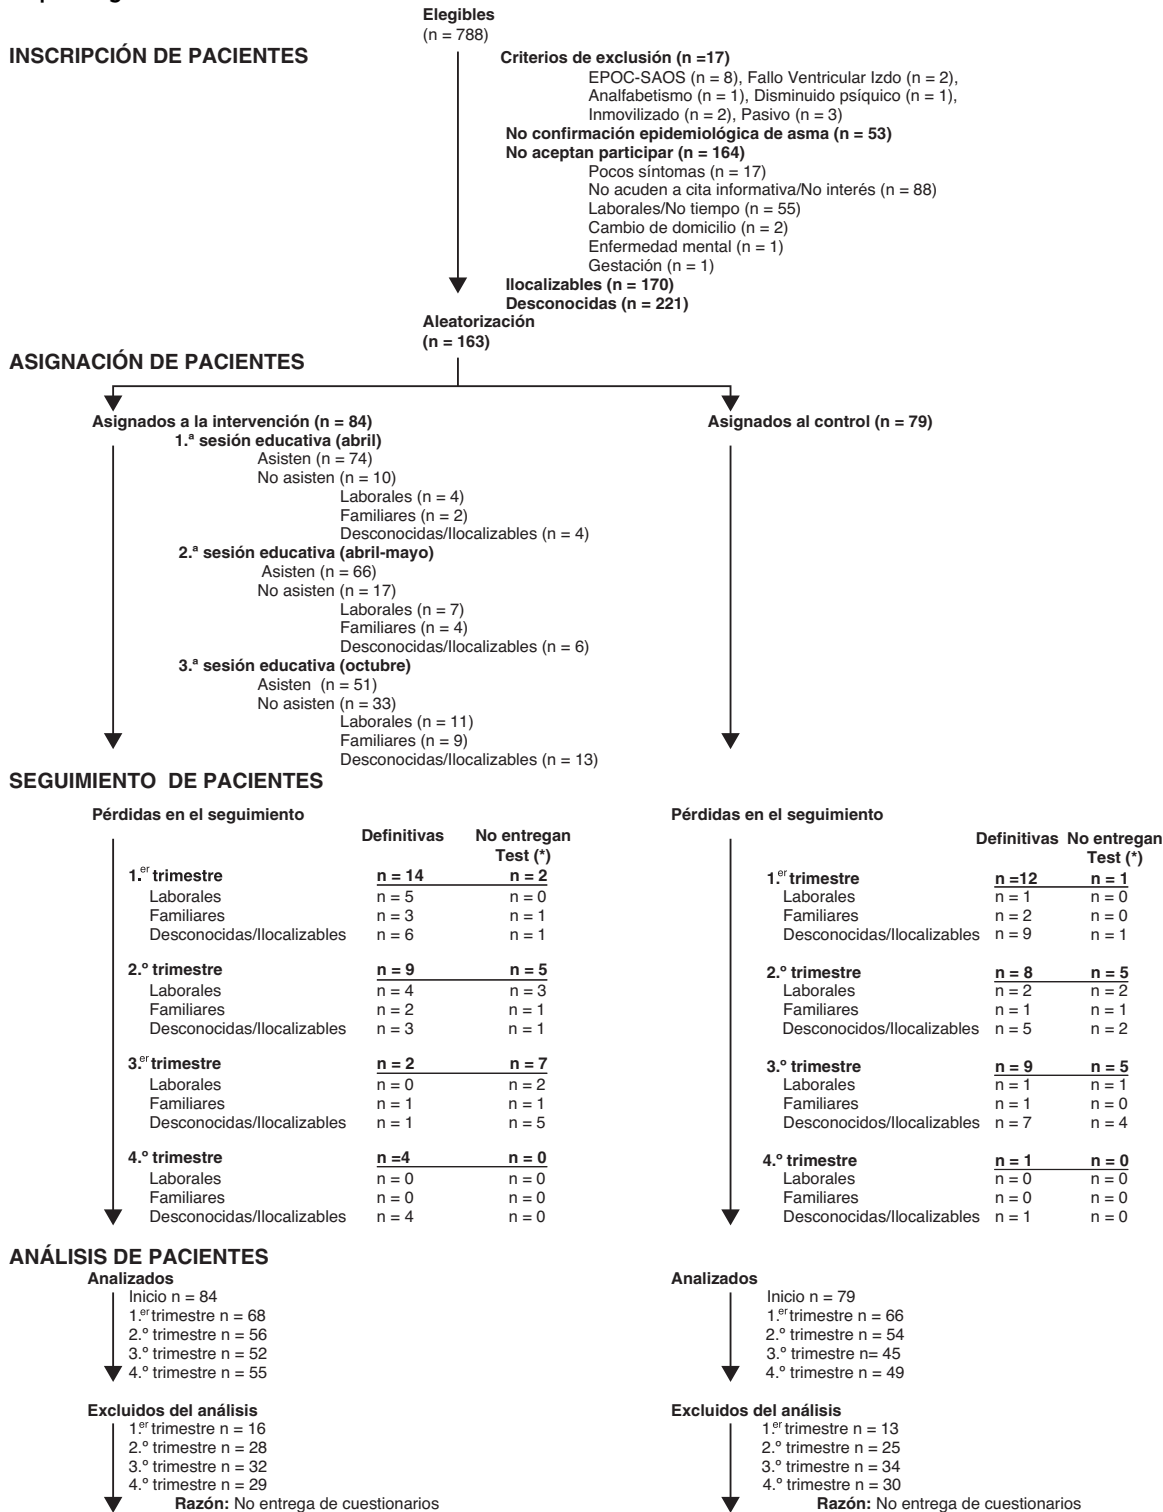 Elegibles
(n = 788)
INSCRIPCIÓN DE PACIENTES
Criterios de exclusión (n =17)
EPOC-SAOS (n = 8), Fallo Ventricular Izdo (n = 2),
Analfabetismo (n = 1), Disminuido psíquico (n = 1),
Inmovilizado (n = 2), Pasivo (n = 3)
No confirmación epidemiológica de asma (n = 53)
No aceptan participar (n = 164)
Pocos síntomas (n = 17)
No acuden a cita informativa/No interés (n = 88)
Laborales/No tiempo (n = 55)
Cambio de domicilio (n = 2)
Enfermedad mental (n = 1)
Gestación (n = 1)
Ilocalizables (n = 170)
Desconocidas (n = 221)
Aleatorización
(n = 163)
ASIGNACIÓN DE PACIENTES
Asignados a la intervención (n = 84)
1.ª sesión educativa (abril)
Asisten (n = 74)
No asisten (n = 10)
Laborales (n = 4)
Familiares (n = 2)
Desconocidas/Ilocalizables (n = 4)
2.ª sesión educativa (abril-mayo)
Asisten (n = 66)
No asisten (n = 17)
Laborales (n = 7)
Familiares (n = 4)
Desconocidas/Ilocalizables (n = 6)
3.ª sesión educativa (octubre)
Asisten (n = 51)
No asisten (n = 33)
Laborales (n = 11)
Familiares (n = 9)
Desconocidas/Ilocalizables (n = 13)
Asignados al control (n = 79)
SEGUIMIENTO DE PACIENTES
Pérdidas en el seguimiento
Definitivas No entregan
Test (*)
1.er trimestre n = 14 n = 2
Laborales n = 5 n = 0
Familiares n = 3 n = 1
Desconocidas/Ilocalizables n = 6 n = 1
2.º trimestre n = 9 n = 5
Laborales n = 4 n = 3
Familiares n = 2 n = 1
Desconocidas/Ilocalizables n = 3 n = 1
3.er trimestre n = 2 n = 7
Laborales n = 0 n = 2
Familiares n = 1 n = 1
Desconocidas/Ilocalizables n = 1 n = 5
4.º trimestre n =4 n = 0
Laborales n = 0 n = 0
Familiares n = 0 n = 0
Desconocidas/Ilocalizables n = 4 n = 0
Pérdidas en el seguimiento
Definitivas No entregan
Test (*)
1.er trimestre n =12 n = 1
Laborales n = 1 n = 0
Familiares n = 2 n = 0
Desconocidas/Ilocalizables n = 9 n = 1
2.º trimestre n = 8 n = 5
Laborales n = 2 n = 2
Familiares n = 1 n = 1
Desconocidos/Ilocalizables n = 5 n = 2
3.º trimestre n = 9 n = 5
Laborales n = 1 n = 1
Familiares n = 1 n = 0
Desconocidos/Ilocalizables n = 7 n = 4
4.º trimestre n = 1 n = 0
Laborales n = 0 n = 0
Familiares n = 0 n = 0
Desconocidas/Ilocalizables n = 1 n = 0
ANÁLISIS DE PACIENTES
Analizados
Inicio n = 84
1.er trimestre n = 68
2.º trimestre n = 56
3.º trimestre n = 52
4.º trimestre n = 55
Excluidos del análisis
1.er trimestre n = 16
2.º trimestre n = 28
3.º trimestre n = 32
4.º trimestre n = 29
Razón: No entrega de cuestionarios
Analizados
Inicio n = 79
1.er trimestre n = 66
2.º trimestre n = 54
3.º trimestre n= 45
4.º trimestre n = 49
Excluidos del análisis
1.er trimestre n = 13
2.º trimestre n = 25
3.º trimestre n = 34
4.º trimestre n = 30
Razón: No entrega de cuestionarios